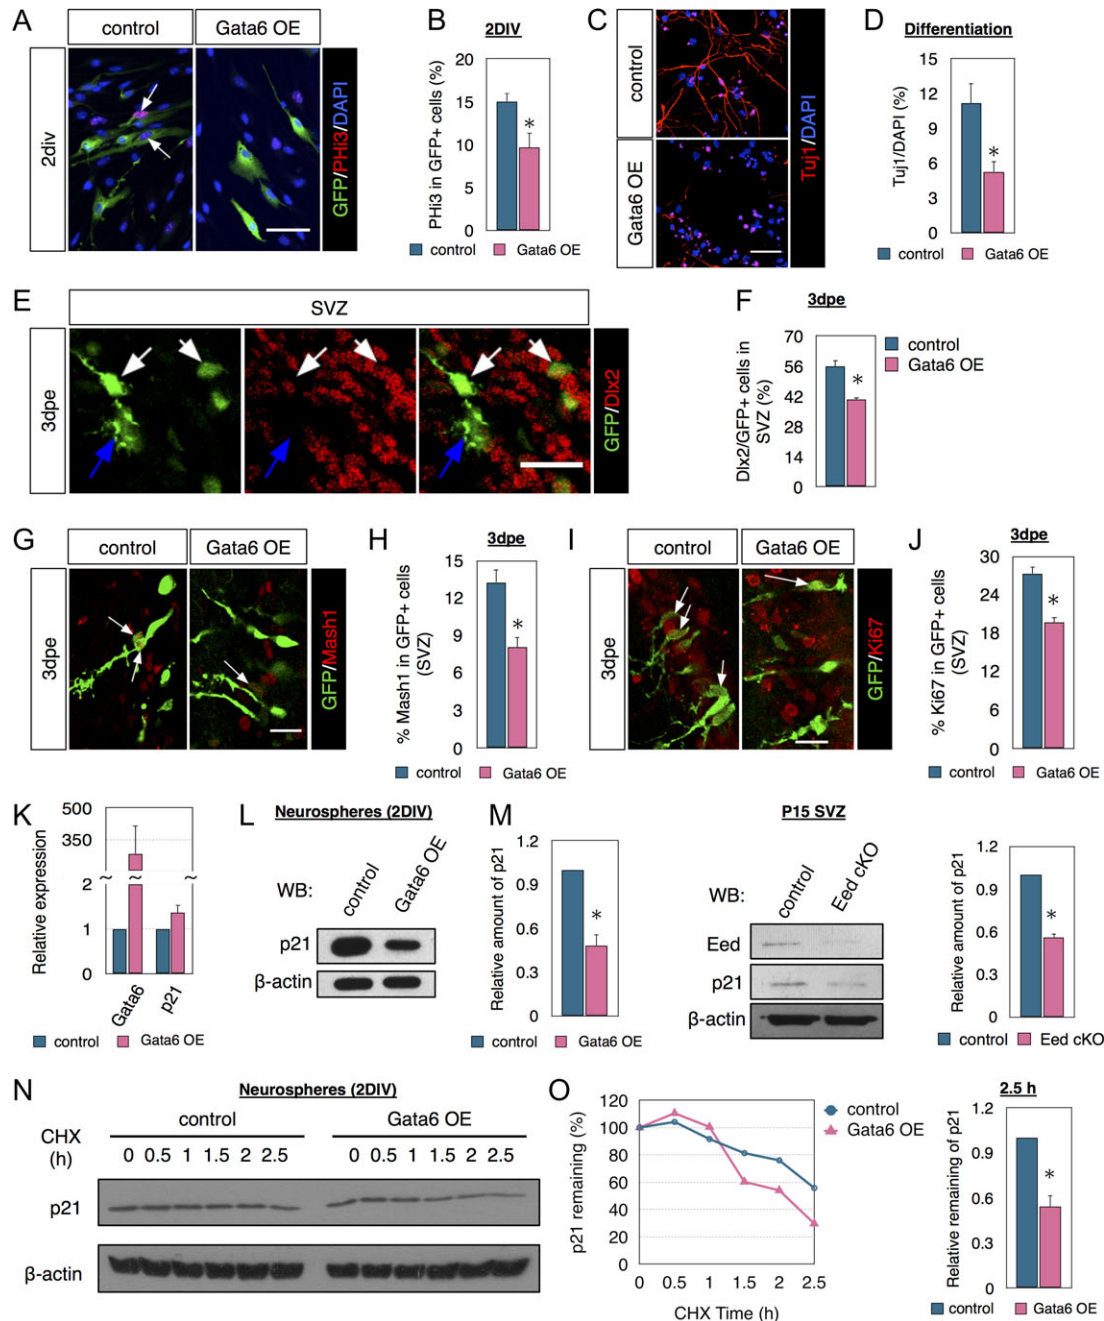 A
control
Gata6 OE
2div
GFP/PHi3/DAPI
B
2DIV
PHi3 in GFP+ cells (%)
20
15
10
5
0
*
control
Gata6 OE
C
control
Gata6 OE
Tuj1/DAPI
D
Differentiation
Tuj1/DAPI (%)
15
12
9
6
3
0
*
control
Gata6 OE
E
SVZ
3dpe
GFP/Dlx2
F
3dpe
Dlx2/GFP+ cells in
SVZ (%)
70
56
42
28
14
0
*
control
Gata6 OE
G
control
Gata6 OE
3dpe
GFP/Mash1
H
3dpe
% Mash1 in GFP+ cells
(SVZ)
15
12
9
6
3
0
*
control
Gata6 OE
I
control
Gata6 OE
3dpe
GFP/Ki67
J
3dpe
% Ki67 in GFP+ cells
(SVZ)
30
24
18
12
6
0
*
control
Gata6 OE
K
Relative expression
500
350
~
~
2
1
0
Gata6
p21
control
Gata6 OE
L
Neurospheres (2DIV)
WB:
control
Gata6 OE
p21
β-actin
M
Relative amount of p21
1.2
0.9
0.6
0.3
0
*
control
Gata6 OE
P15 SVZ
WB:
control
Eed cKO
Eed
p21
β-actin
Relative amount of p21
1.2
0.9
0.6
0.3
0
*
control
Eed cKO
N
Neurospheres (2DIV)
control
Gata6 OE
CHX
(h)
0 0.5 1 1.5 2 2.5
0 0.5 1 1.5 2 2.5
p21
β-actin
O
p21 remaining (%)
120
100
80
60
40
20
0
0 0.5 1 1.5 2 2.5
CHX Time (h)
control
Gata6 OE
2.5 h
Relative remaining of p21
1.2
0.9
0.6
0.3
0
*
control
Gata6 OE